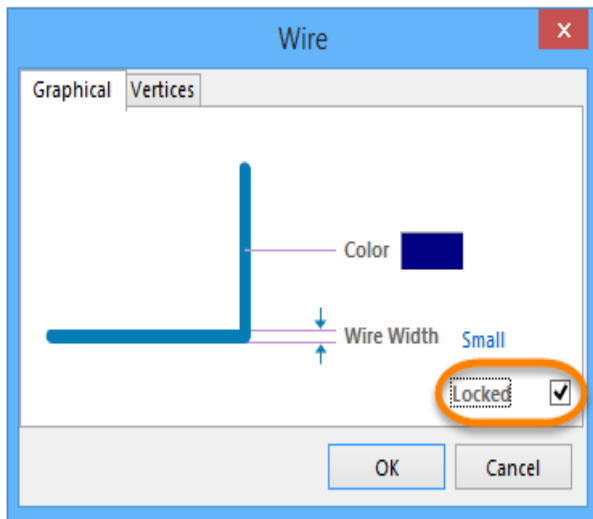 Wire
x
Graphical Vertices
Color
Wire Width Small
Locked
OK Cancel